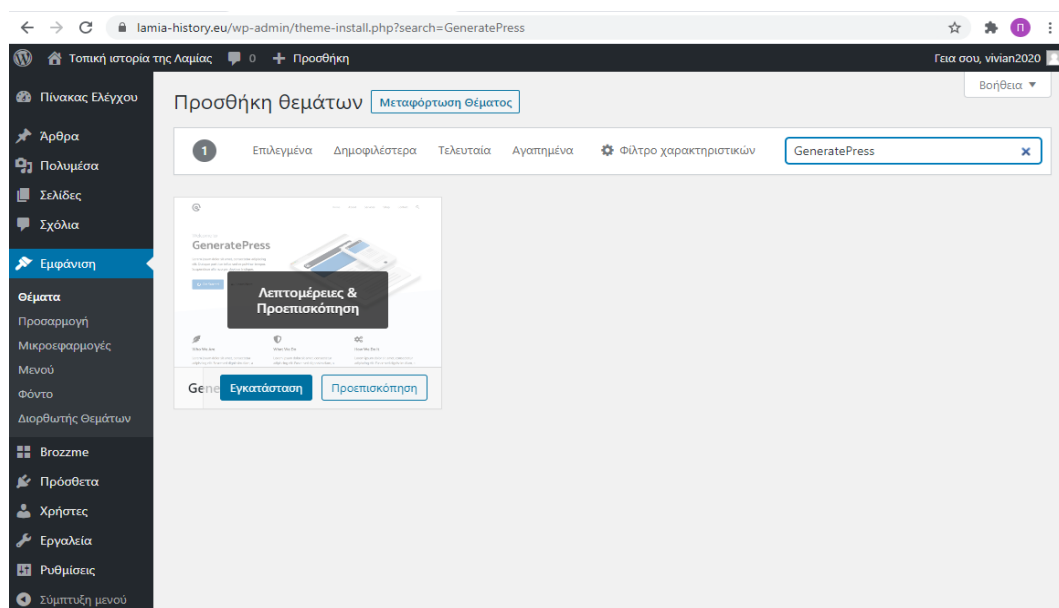 lamia-history.eu/wp-admin/theme-install.php?search=GeneratePress
Π
Τοπική ιστορία της Λαμίας 0 + Προσθήκη
Γεια σου, vivian2020
Πίνακας Ελέγχου
Άρθρα
Πολυμέσα
Σελίδες
Σχόλια
Εμφάνιση
Θέματα
Προσαρμογή
Μικροεφαρμογές
Μενού
Φόντο
Διορθωτής Θεμάτων
Brozzme
Πρόσθετα
Χρήστες
Εργαλεία
Ρυθμίσεις
Σύμπτυξη μενού
Βοήθεια
Προσθήκη θεμάτων Μεταφόρτωση Θέματος
1 Επιλεγμένα Δημοφιλέστερα Τελευταία Αγαπημένα Φίλτρο χαρακτηριστικών GeneratePress
GeneratePress
Λεπτομέρειες &
Προεπισκόπηση
What We Do
Gene Εγκατάσταση Προεπισκόπηση